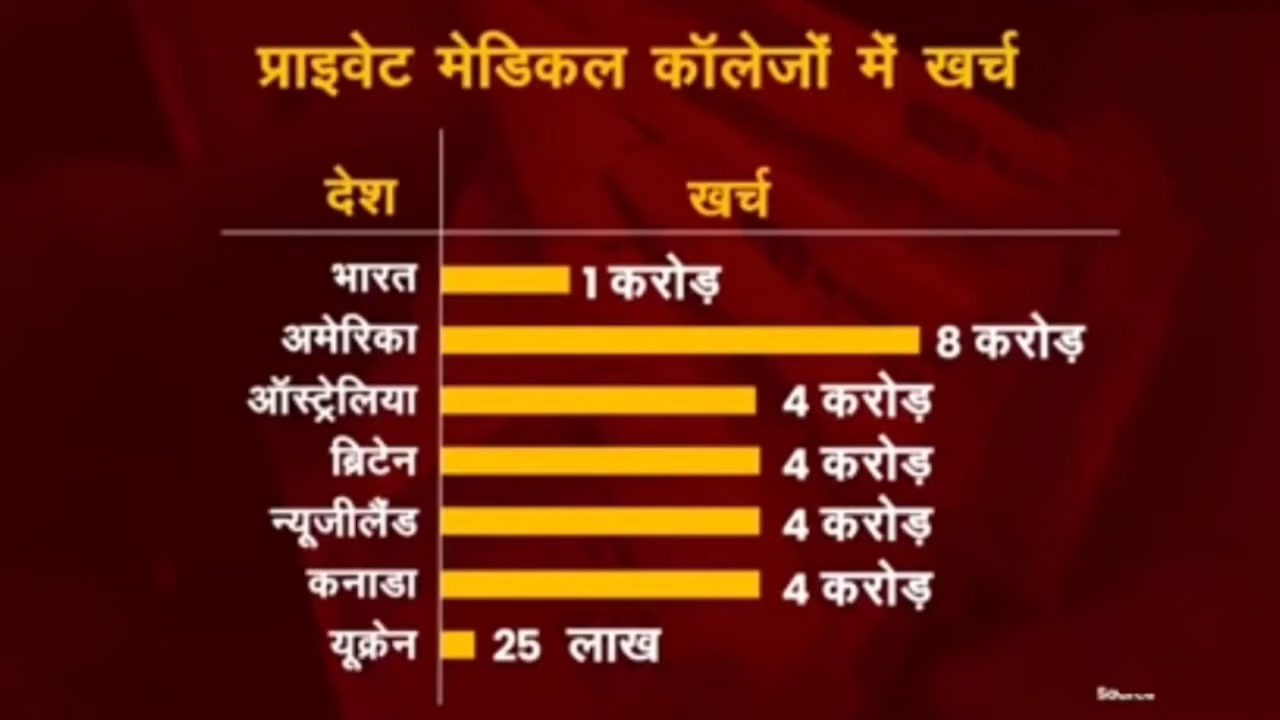 प्राइवेट मेडिकल कॉलेजों में खर्च
देश खर्च
भारत 1 करोड़
अमेरिका 8 करोड़
ऑस्ट्रेलिया 4 करोड़
ब्रिटेन 4 करोड़
न्यूजीलैंड 4 करोड़
कनाडा 4 करोड़
यूक्रेन 25 लाख